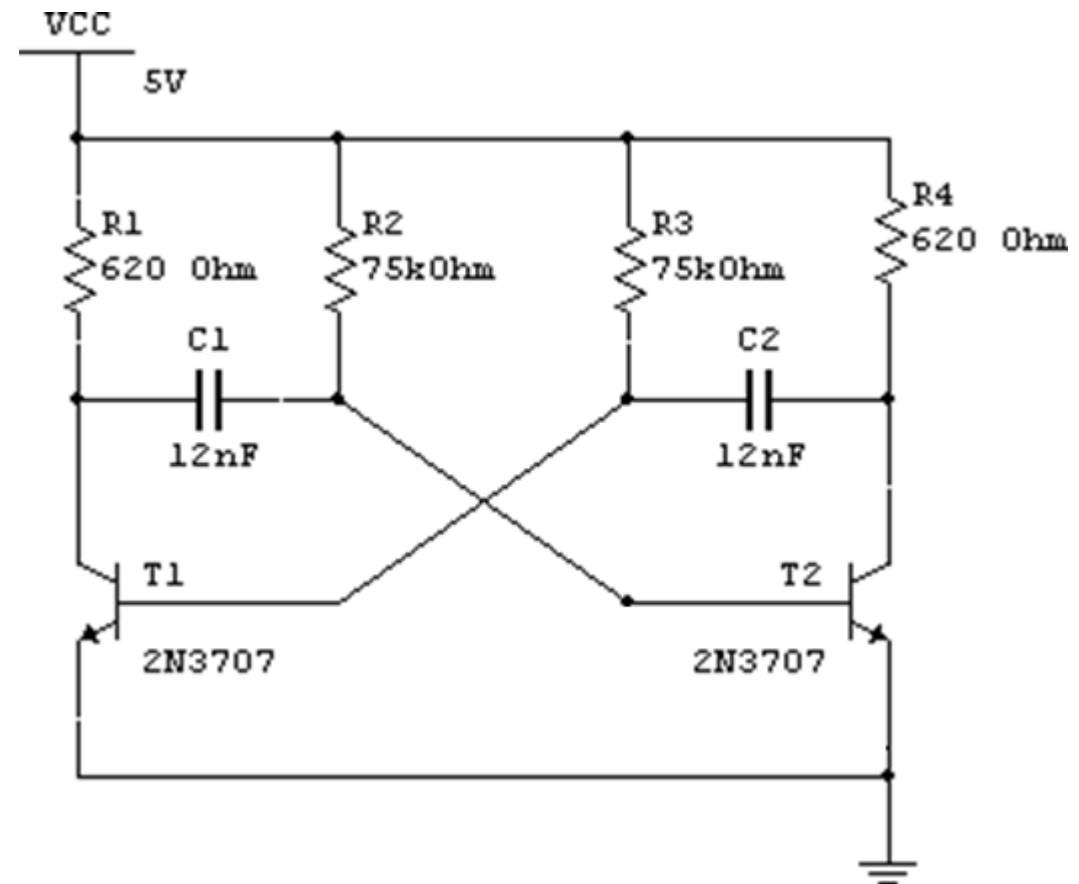 VCC
5V
R1
620 Ohm
R2
75kOhm
R3
75kOhm
R4
620 Ohm
C1
12nF
C2
12nF
T1
2N3707
T2
2N3707